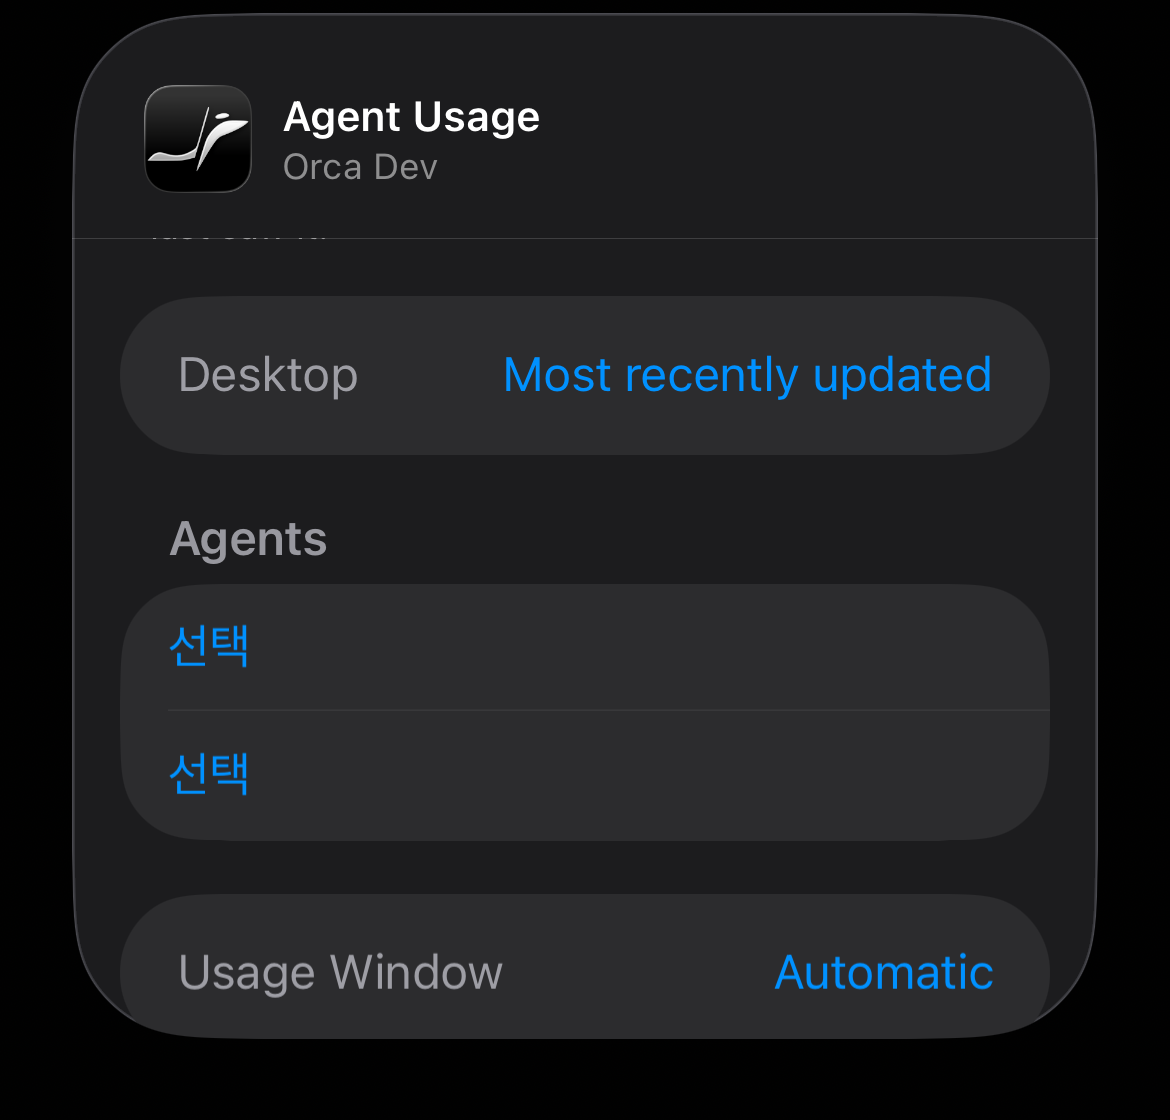 Agent Usage
Orca Dev
Desktop Most recently updated
Agents
선택
선택
Usage Window Automatic